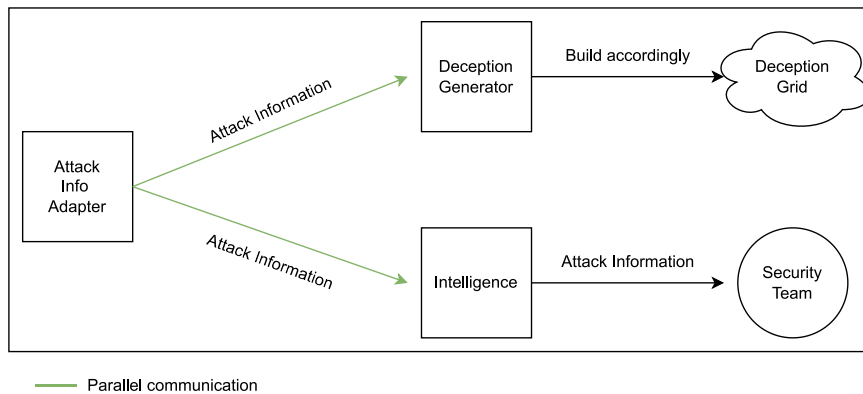 Deception
Generator
Build accordingly
Deception
Grid
Attack Information
Attack
Info
Adapter
Attack Information
Intelligence
Attack Information
Security
Team
Parallel communication